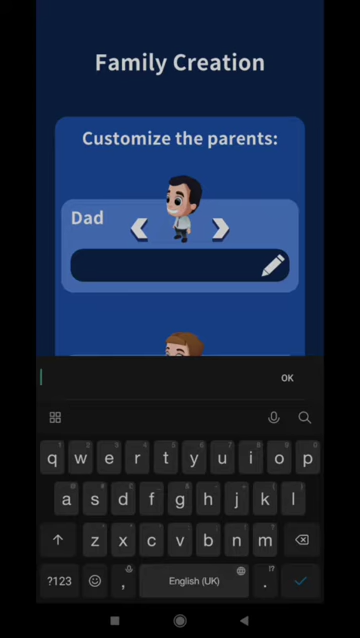 Family Creation
Customize the parents:
Dad
OK
q w e r t y u i o p
a s d f g h j k l
z x c v b n m
?123 , English (UK) .